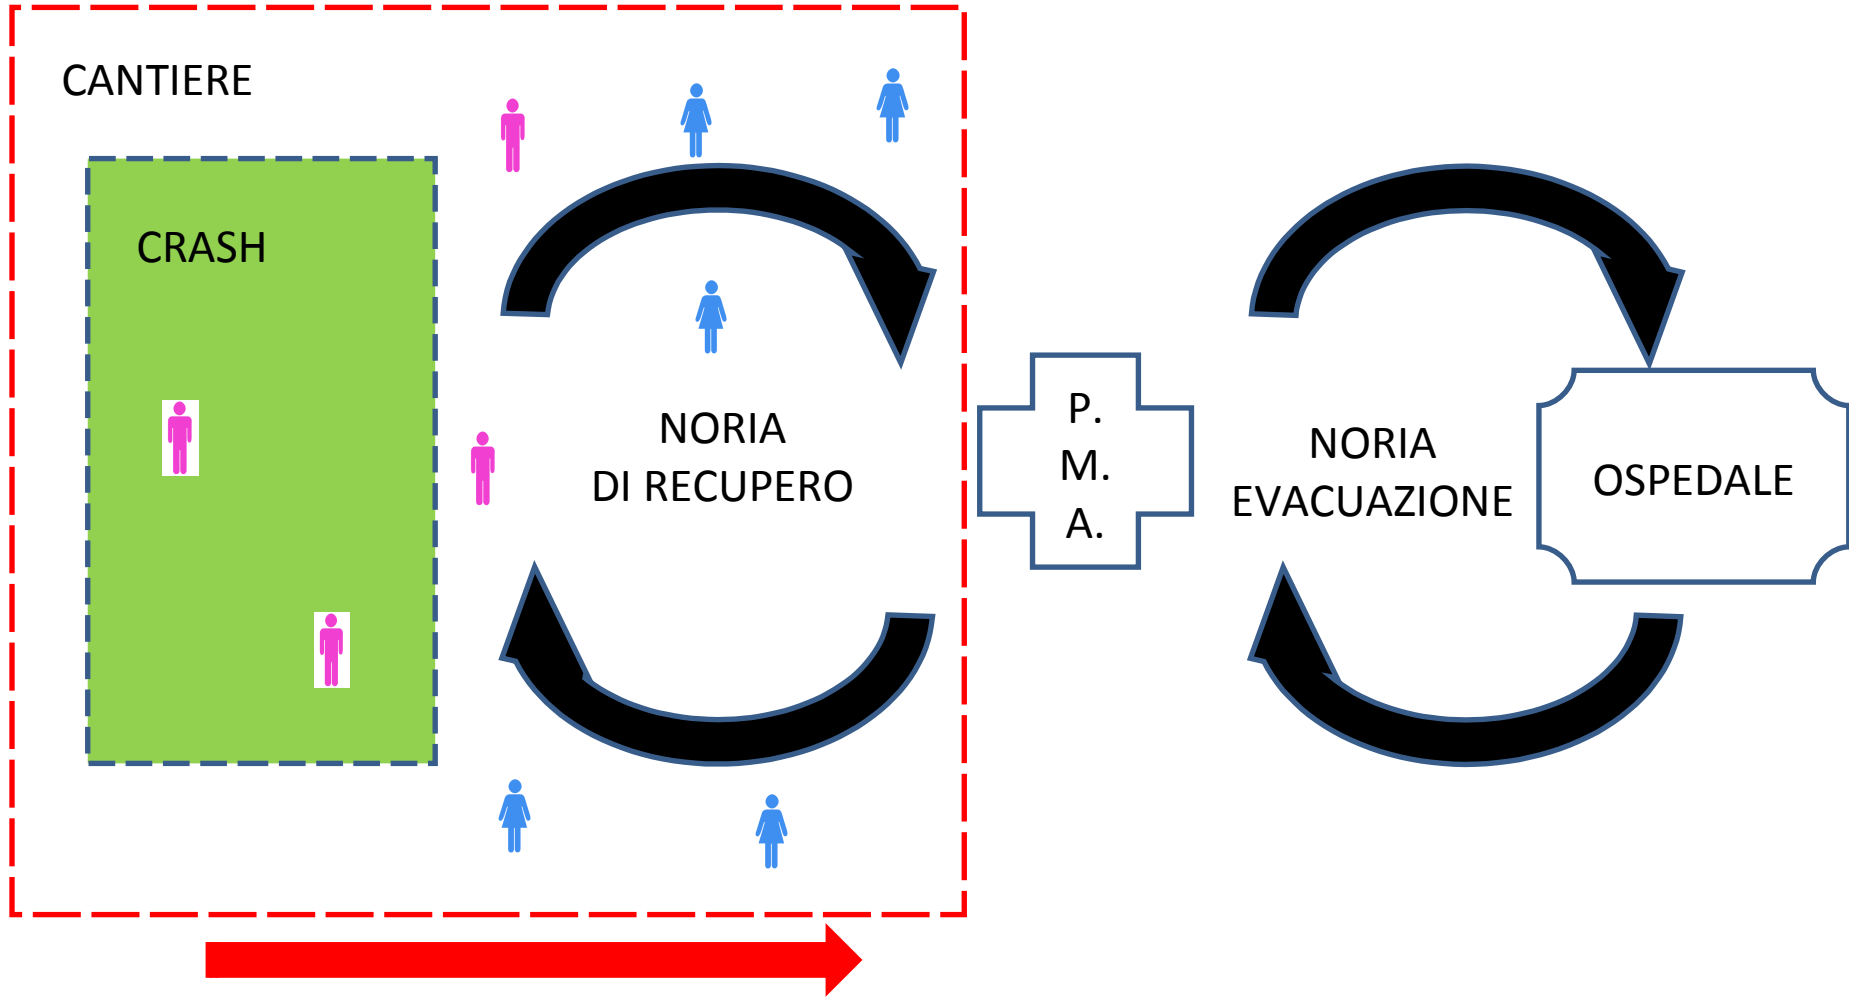 CANTIERE
CRASH
NORIA
DI RECUPERO
P.
M.
A.
NORIA
EVACUAZIONE
OSPEDALE